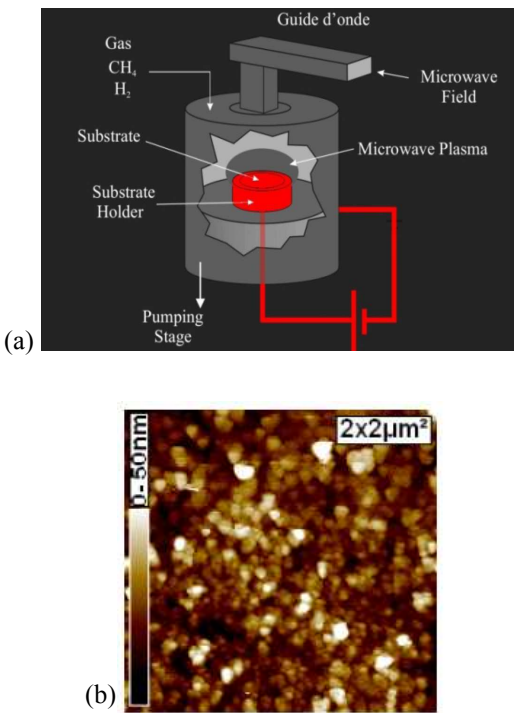 Guide d'onde
Gas
CH₄
H₂
Microwave
Field
Substrate
Microwave Plasma
Substrate
Holder
Pumping
Stage
(a)
2x2µm²
0-50nm
(b)